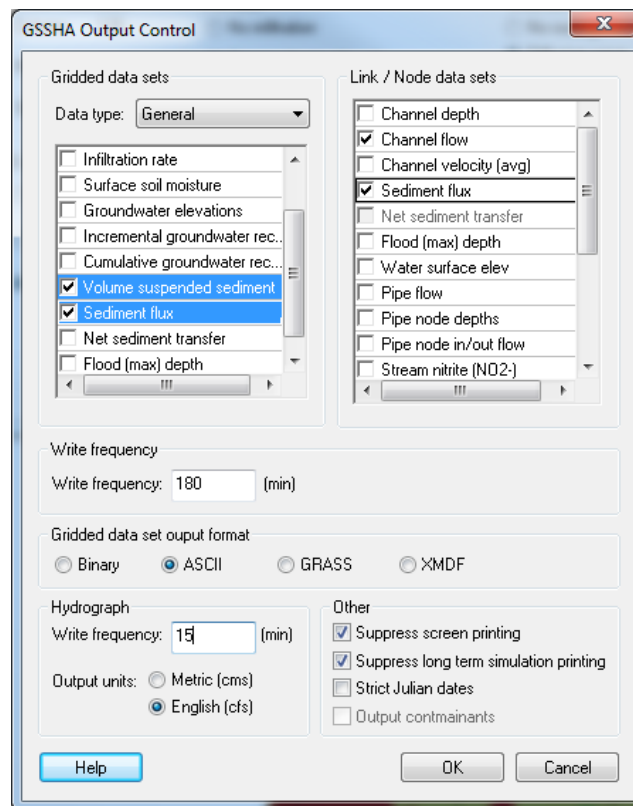 GSSHA Output Control
Gridded data sets
Data type: General
Infiltration rate
Surface soil moisture
Groundwater elevations
Incremental groundwater rec...
Cumulative groundwater rec...
Volume suspended sediment
Sediment flux
Net sediment transfer
Flood (max) depth
Link / Node data sets
Channel depth
Channel flow
Channel velocity (avg)
Sediment flux
Net sediment transfer
Flood (max) depth
Water surface elev
Pipe flow
Pipe node depths
Pipe node in/out flow
Stream nitrite (NO2-)
Write frequency
Write frequency: 180 (min)
Gridded data set ouput format
Binary ASCII GRASS XMDF
Hydrograph
Write frequency: 15 (min)
Output units: Metric (cms)
English (cfs)
Other
Suppress screen printing
Suppress long term simulation printing
Strict Julian dates
Output contmainants
Help OK Cancel